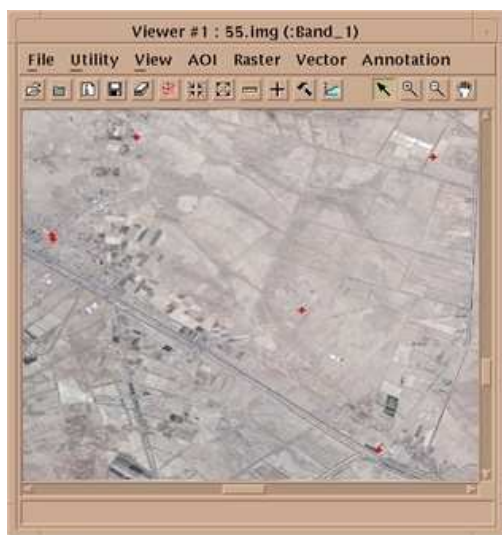 Viewer #1 : 55.img (:Band_1)
File Utility View AOI Raster Vector Annotation